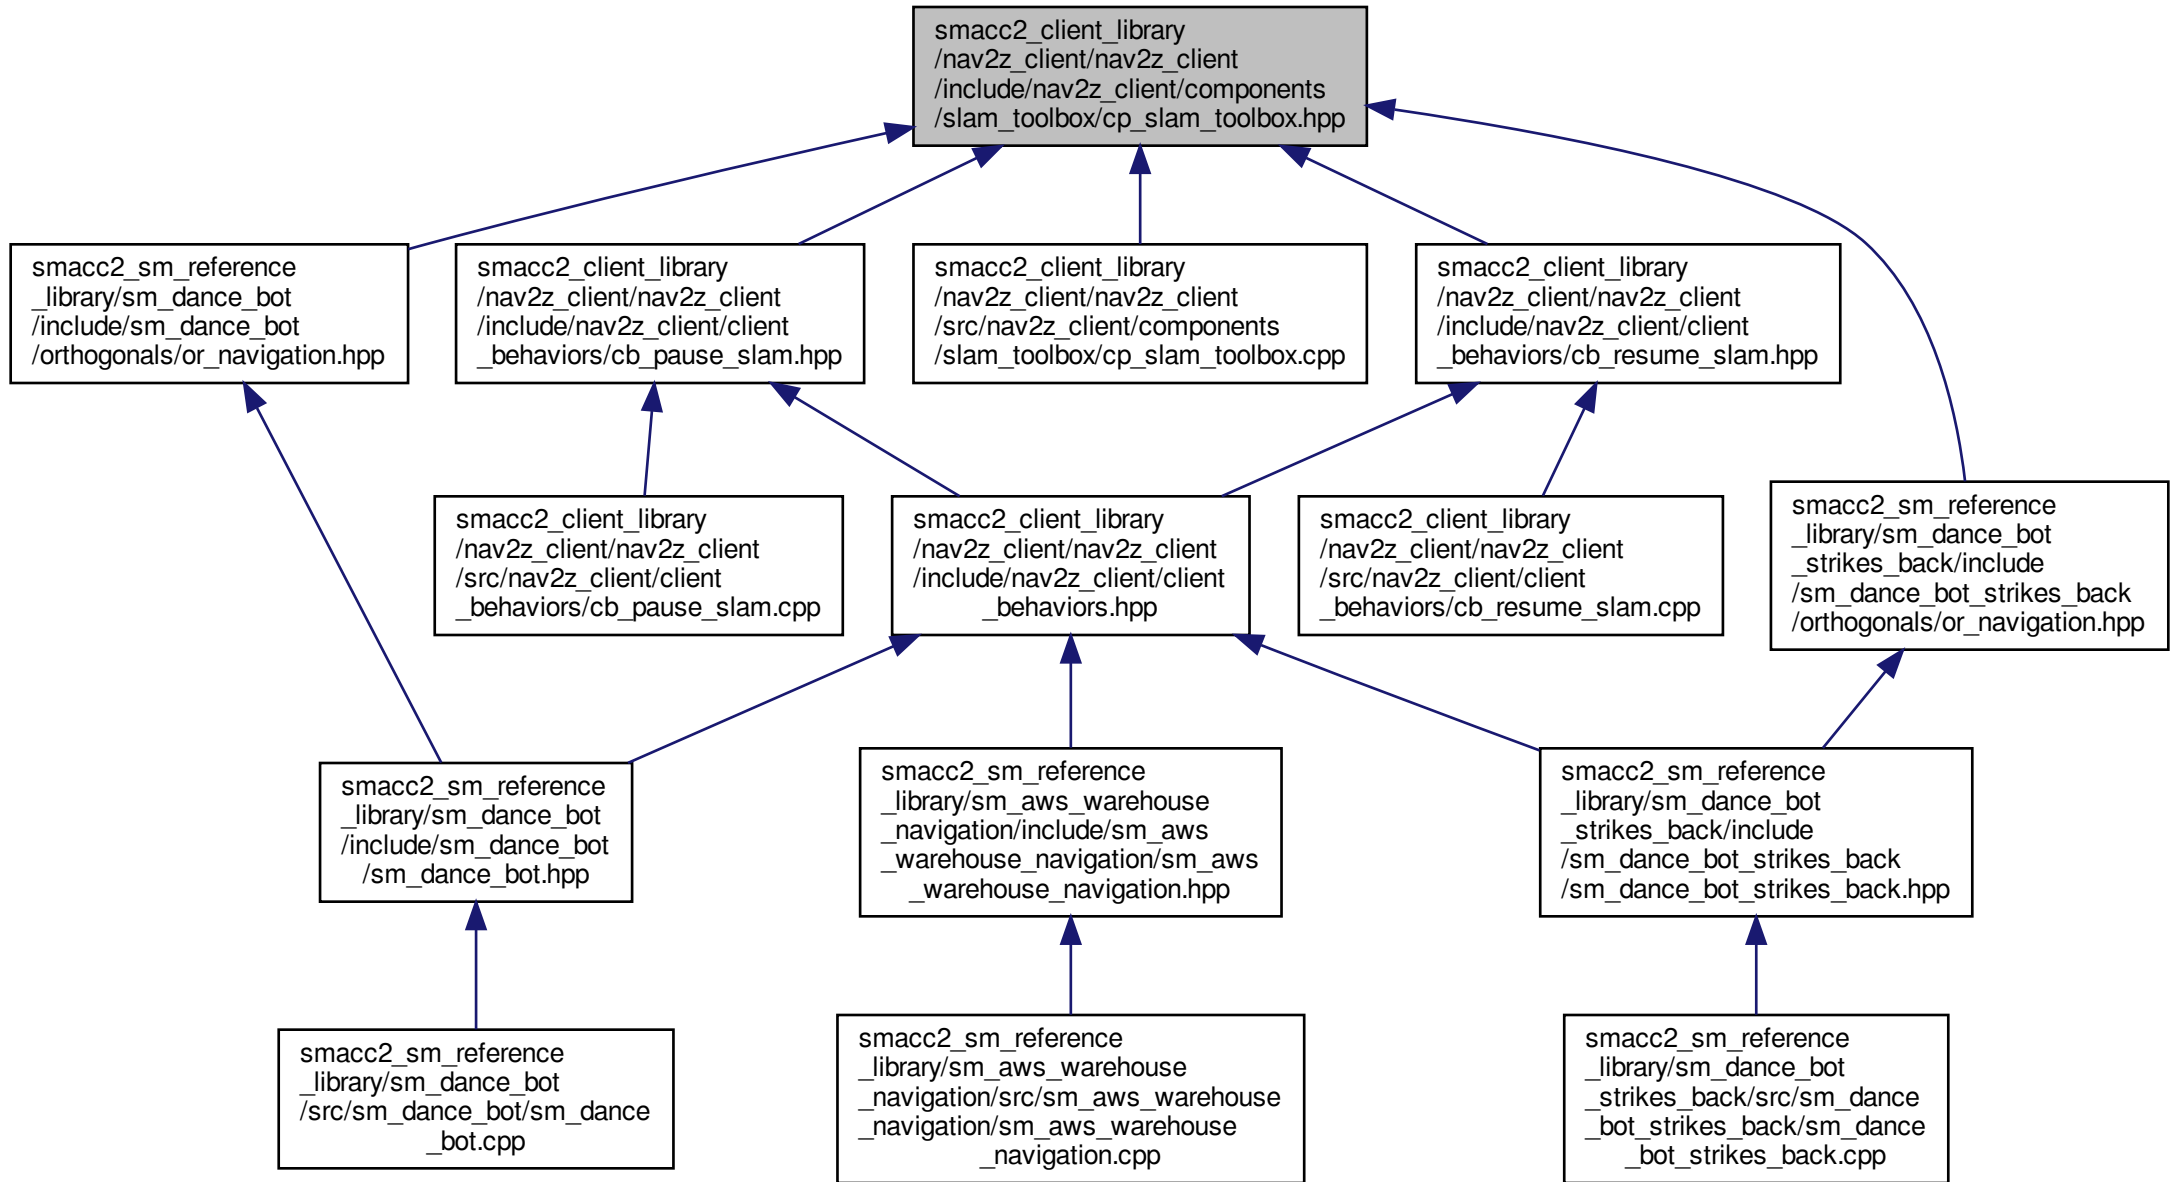 smacc2_client_library
/nav2z_client/nav2z_client
/include/nav2z_client/components
/slam_toolbox/cp_slam_toolbox.hpp
smacc2_sm_reference
_library/sm_dance_bot
/include/sm_dance_bot
/orthogonals/or_navigation.hpp
smacc2_client_library
/nav2z_client/nav2z_client
/include/nav2z_client/client
_behaviors/cb_pause_slam.hpp
smacc2_client_library
/nav2z_client/nav2z_client
/src/nav2z_client/components
/slam_toolbox/cp_slam_toolbox.cpp
smacc2_client_library
/nav2z_client/nav2z_client
/include/nav2z_client/client
_behaviors/cb_resume_slam.hpp
smacc2_client_library
/nav2z_client/nav2z_client
/src/nav2z_client/client
_behaviors/cb_pause_slam.cpp
smacc2_client_library
/nav2z_client/nav2z_client
/include/nav2z_client/client
_behaviors.hpp
smacc2_client_library
/nav2z_client/nav2z_client
/src/nav2z_client/client
_behaviors/cb_resume_slam.cpp
smacc2_sm_reference
_library/sm_dance_bot
_strikes_back/include
/sm_dance_bot_strikes_back
/orthogonals/or_navigation.hpp
smacc2_sm_reference
_library/sm_dance_bot
/include/sm_dance_bot
/sm_dance_bot.hpp
smacc2_sm_reference
_library/sm_aws_warehouse
_navigation/include/sm_aws
_warehouse_navigation/sm_aws
_warehouse_navigation.hpp
smacc2_sm_reference
_library/sm_dance_bot
_strikes_back/include
/sm_dance_bot_strikes_back
/sm_dance_bot_strikes_back.hpp
smacc2_sm_reference
_library/sm_dance_bot
/src/sm_dance_bot/sm_dance
_bot.cpp
smacc2_sm_reference
_library/sm_aws_warehouse
_navigation/src/sm_aws_warehouse
_navigation/sm_aws_warehouse
_navigation.cpp
smacc2_sm_reference
_library/sm_dance_bot
_strikes_back/src/sm_dance
_bot_strikes_back/sm_dance
_bot_strikes_back.cpp